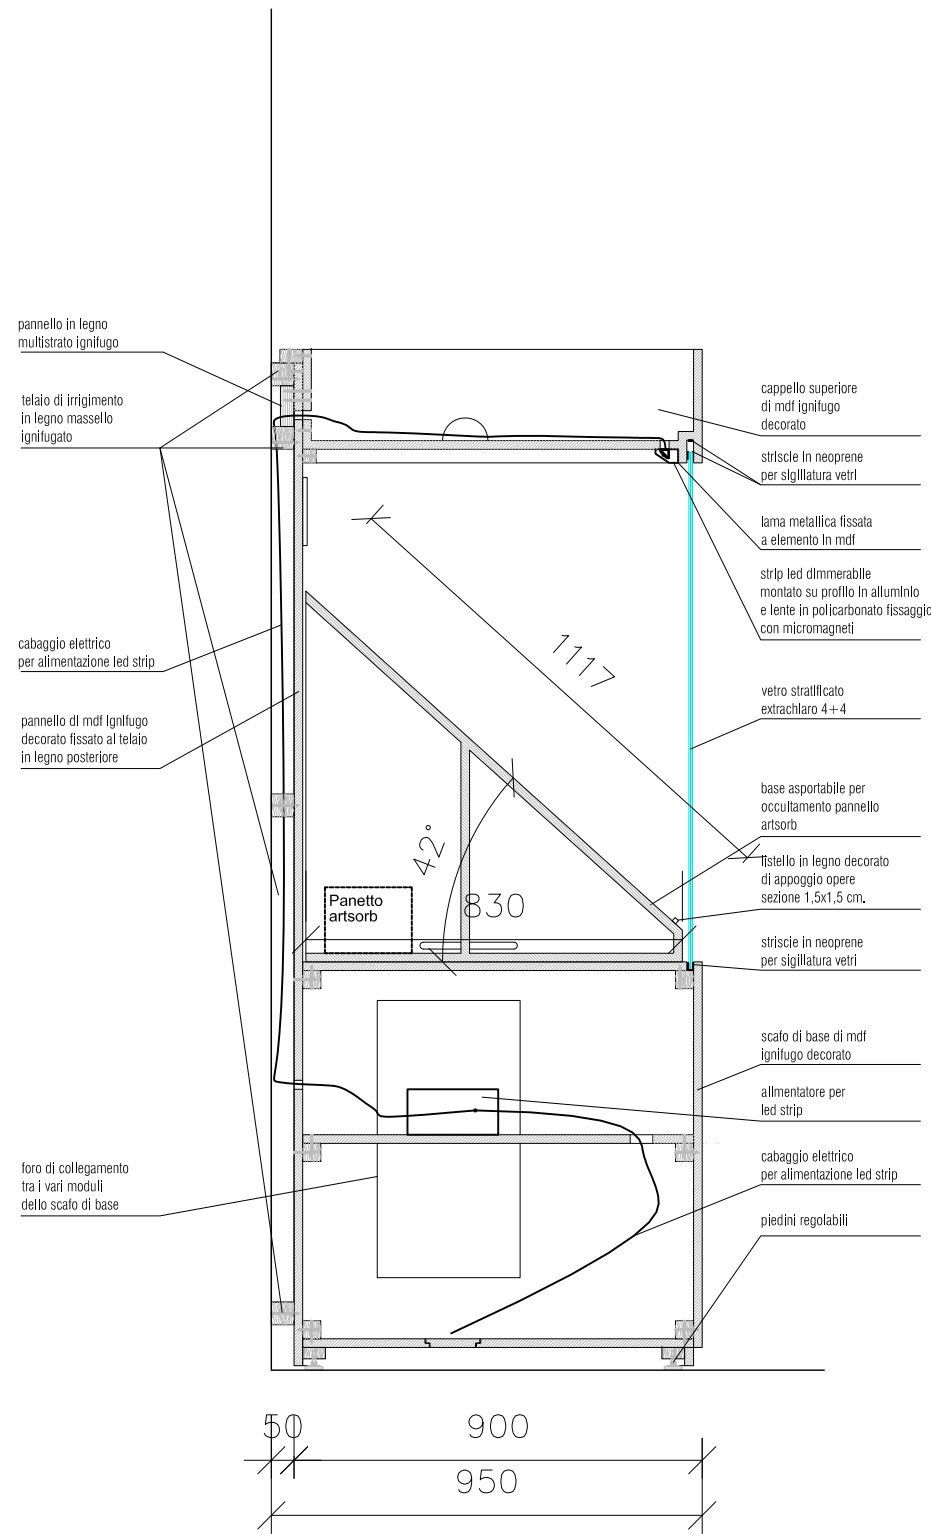 pannello in legno
multistrato ignifugo
telaio di irrigimento
in legno massello
ignifugato
cabaggio elettrico
per alimentazione led strip
pannello di mdf ignifugo
decorato fissato al telaio
in legno posteriore
foro di collegamento
tra i vari moduli
dello scafo di base
cappello superiore
di mdf ignifugo
decorato
striscie in neoprene
per sigillatura vetri
lama metallica fissata
a elemento in mdf
strip led dimmerabile
montato su profilo in alluminio
e lente in policarbonato fissaggio
con micromagneti
vetro stratificato
extrachiaro 4+4
base asportabile per
occultamento pannello
artsorb
listello in legno decorato
di appoggio opere
sezione 1,5x1,5 cm.
striscie in neoprene
per sigillatura vetri
scafo di base di mdf
ignifugo decorato
alimentatore per
led strip
cabaggio elettrico
per alimentazione led strip
piedini regolabili
1117
42°
830
Panetto
artsorb
50
900
950